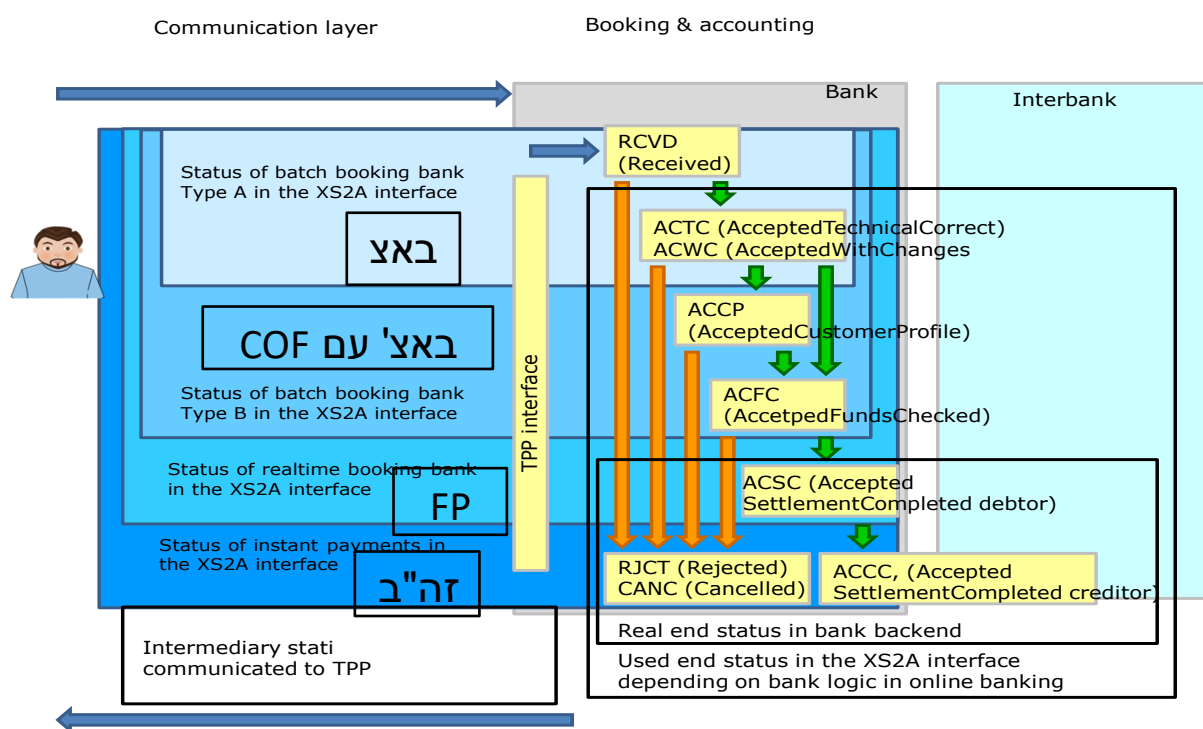 Communication layer
Booking & accounting
Bank
Interbank
RCVD
(Received)
Status of batch booking bank
Type A in the XS2A interface
באצ
ACTC (AcceptedTechnicalCorrect)
ACWC (AcceptedWithChanges
ACCP
(AcceptedCustomerProfile)
באצ' עם COF
Status of batch booking bank
Type B in the XS2A interface
TPP interface
ACFC
(AccetpedFundsChecked)
Status of realtime booking bank
in the XS2A interface
FP
ACSC (Accepted
SettlementCompleted debtor)
Status of instant payments in
the XS2A interface
זה"ב
RJCT (Rejected)
CANC (Cancelled)
ACCC, (Accepted
SettlementCompleted creditor)
Real end status in bank backend
Intermediary stati
communicated to TPP
Used end status in the XS2A interface
depending on bank logic in online banking